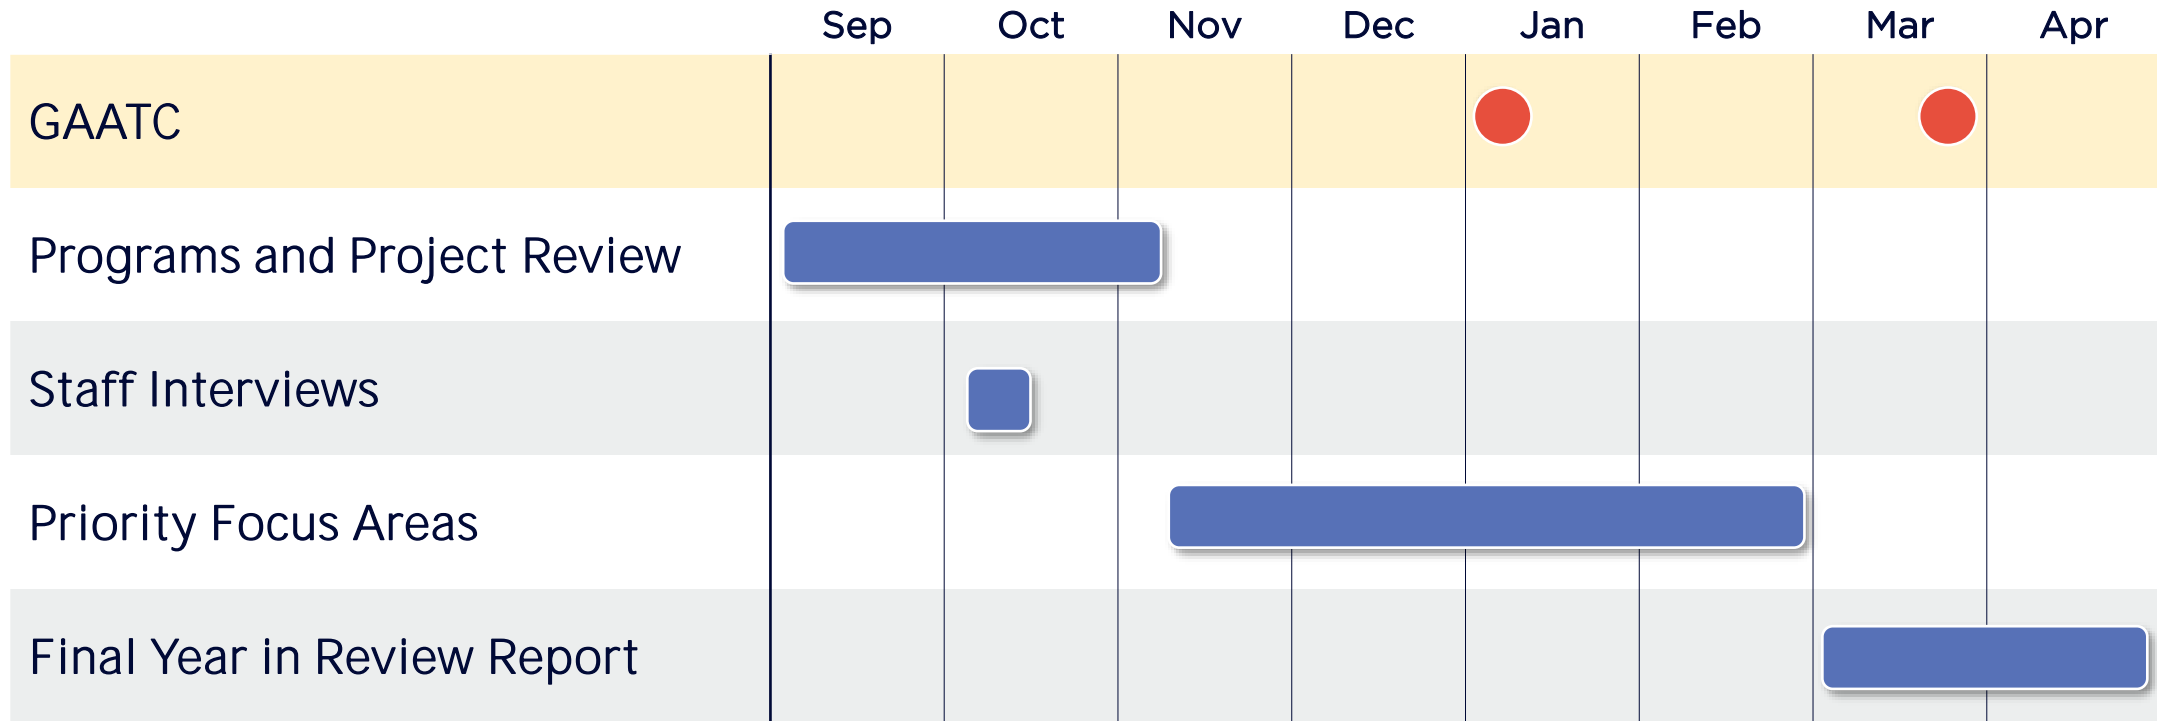 Sep Oct Nov Dec Jan Feb Mar Apr
GAATC
Programs and Project Review
Staff Interviews
Priority Focus Areas
Final Year in Review Report